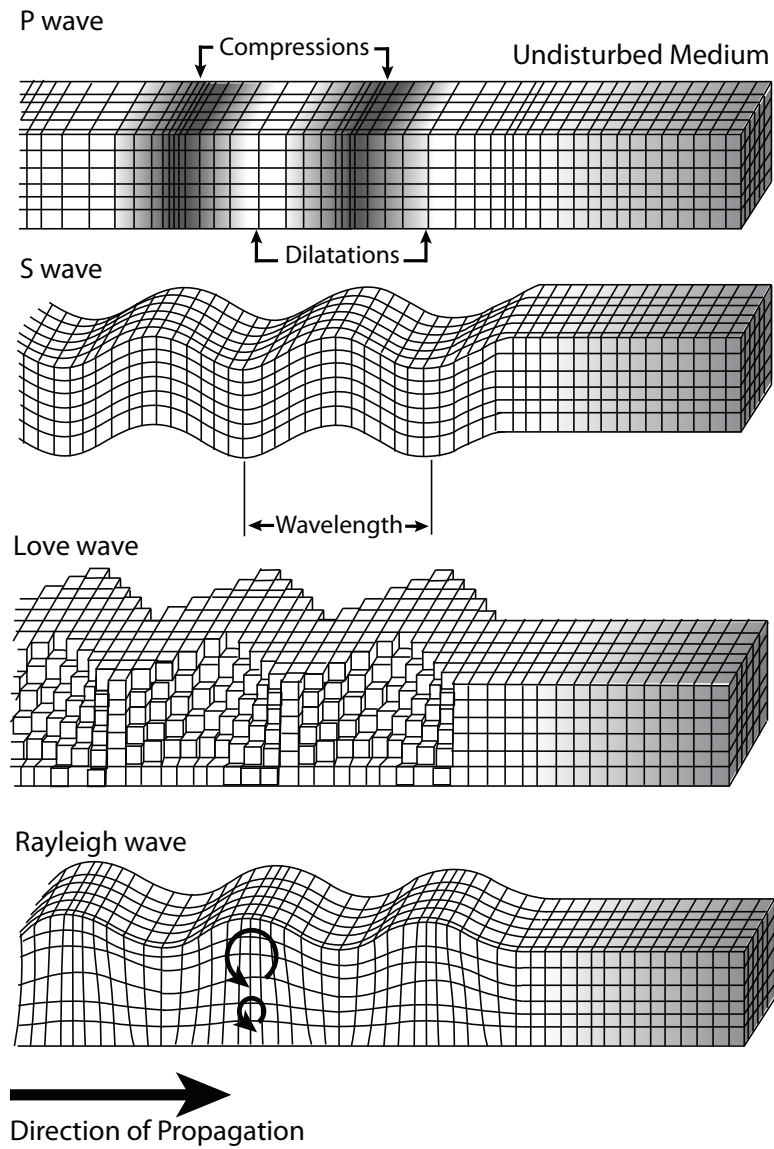 P wave
Compressions
Undisturbed Medium
Dilatations
S wave
Wavelength
Love wave
Rayleigh wave
Direction of Propagation